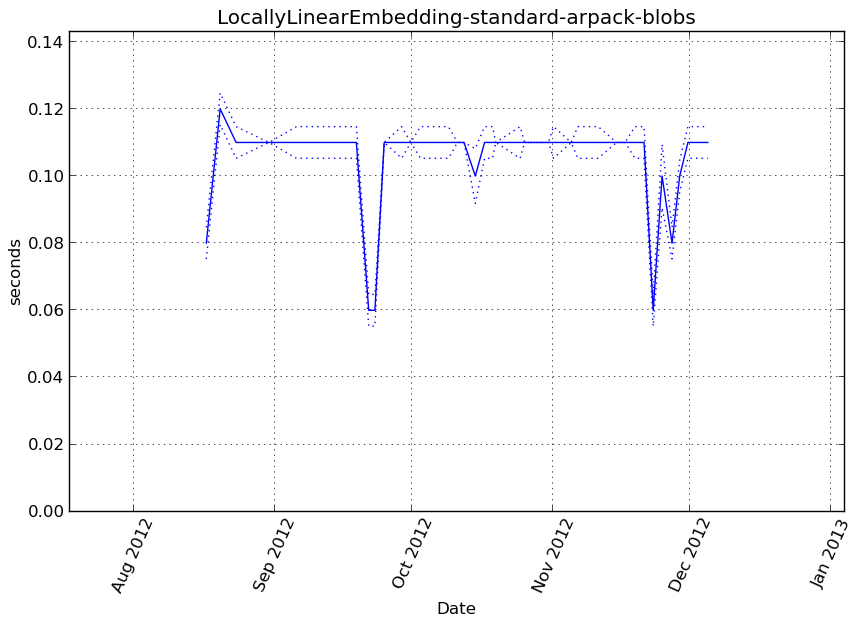 LocallyLinearEmbedding-standard-arpack-blobs
0.14
0.12
0.10
0.08
0.06
0.04
0.02
0.00
seconds
Aug 2012
Sep 2012
Oct 2012
Nov 2012
Dec 2012
Jan 2013
Date